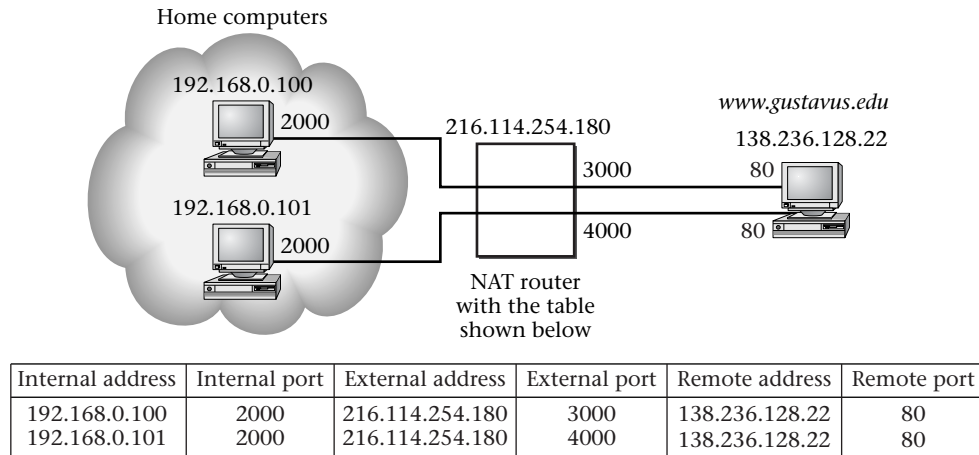 Home computers
192.168.0.100
2000
216.114.254.180
www.gustavus.edu
138.236.128.22
3000
80
192.168.0.101
2000
4000
80
NAT router
with the table
shown below
Internal address Internal port External address External port Remote address Remote port
192.168.0.100 2000 216.114.254.180 3000 138.236.128.22 80
192.168.0.101 2000 216.114.254.180 4000 138.236.128.22 80